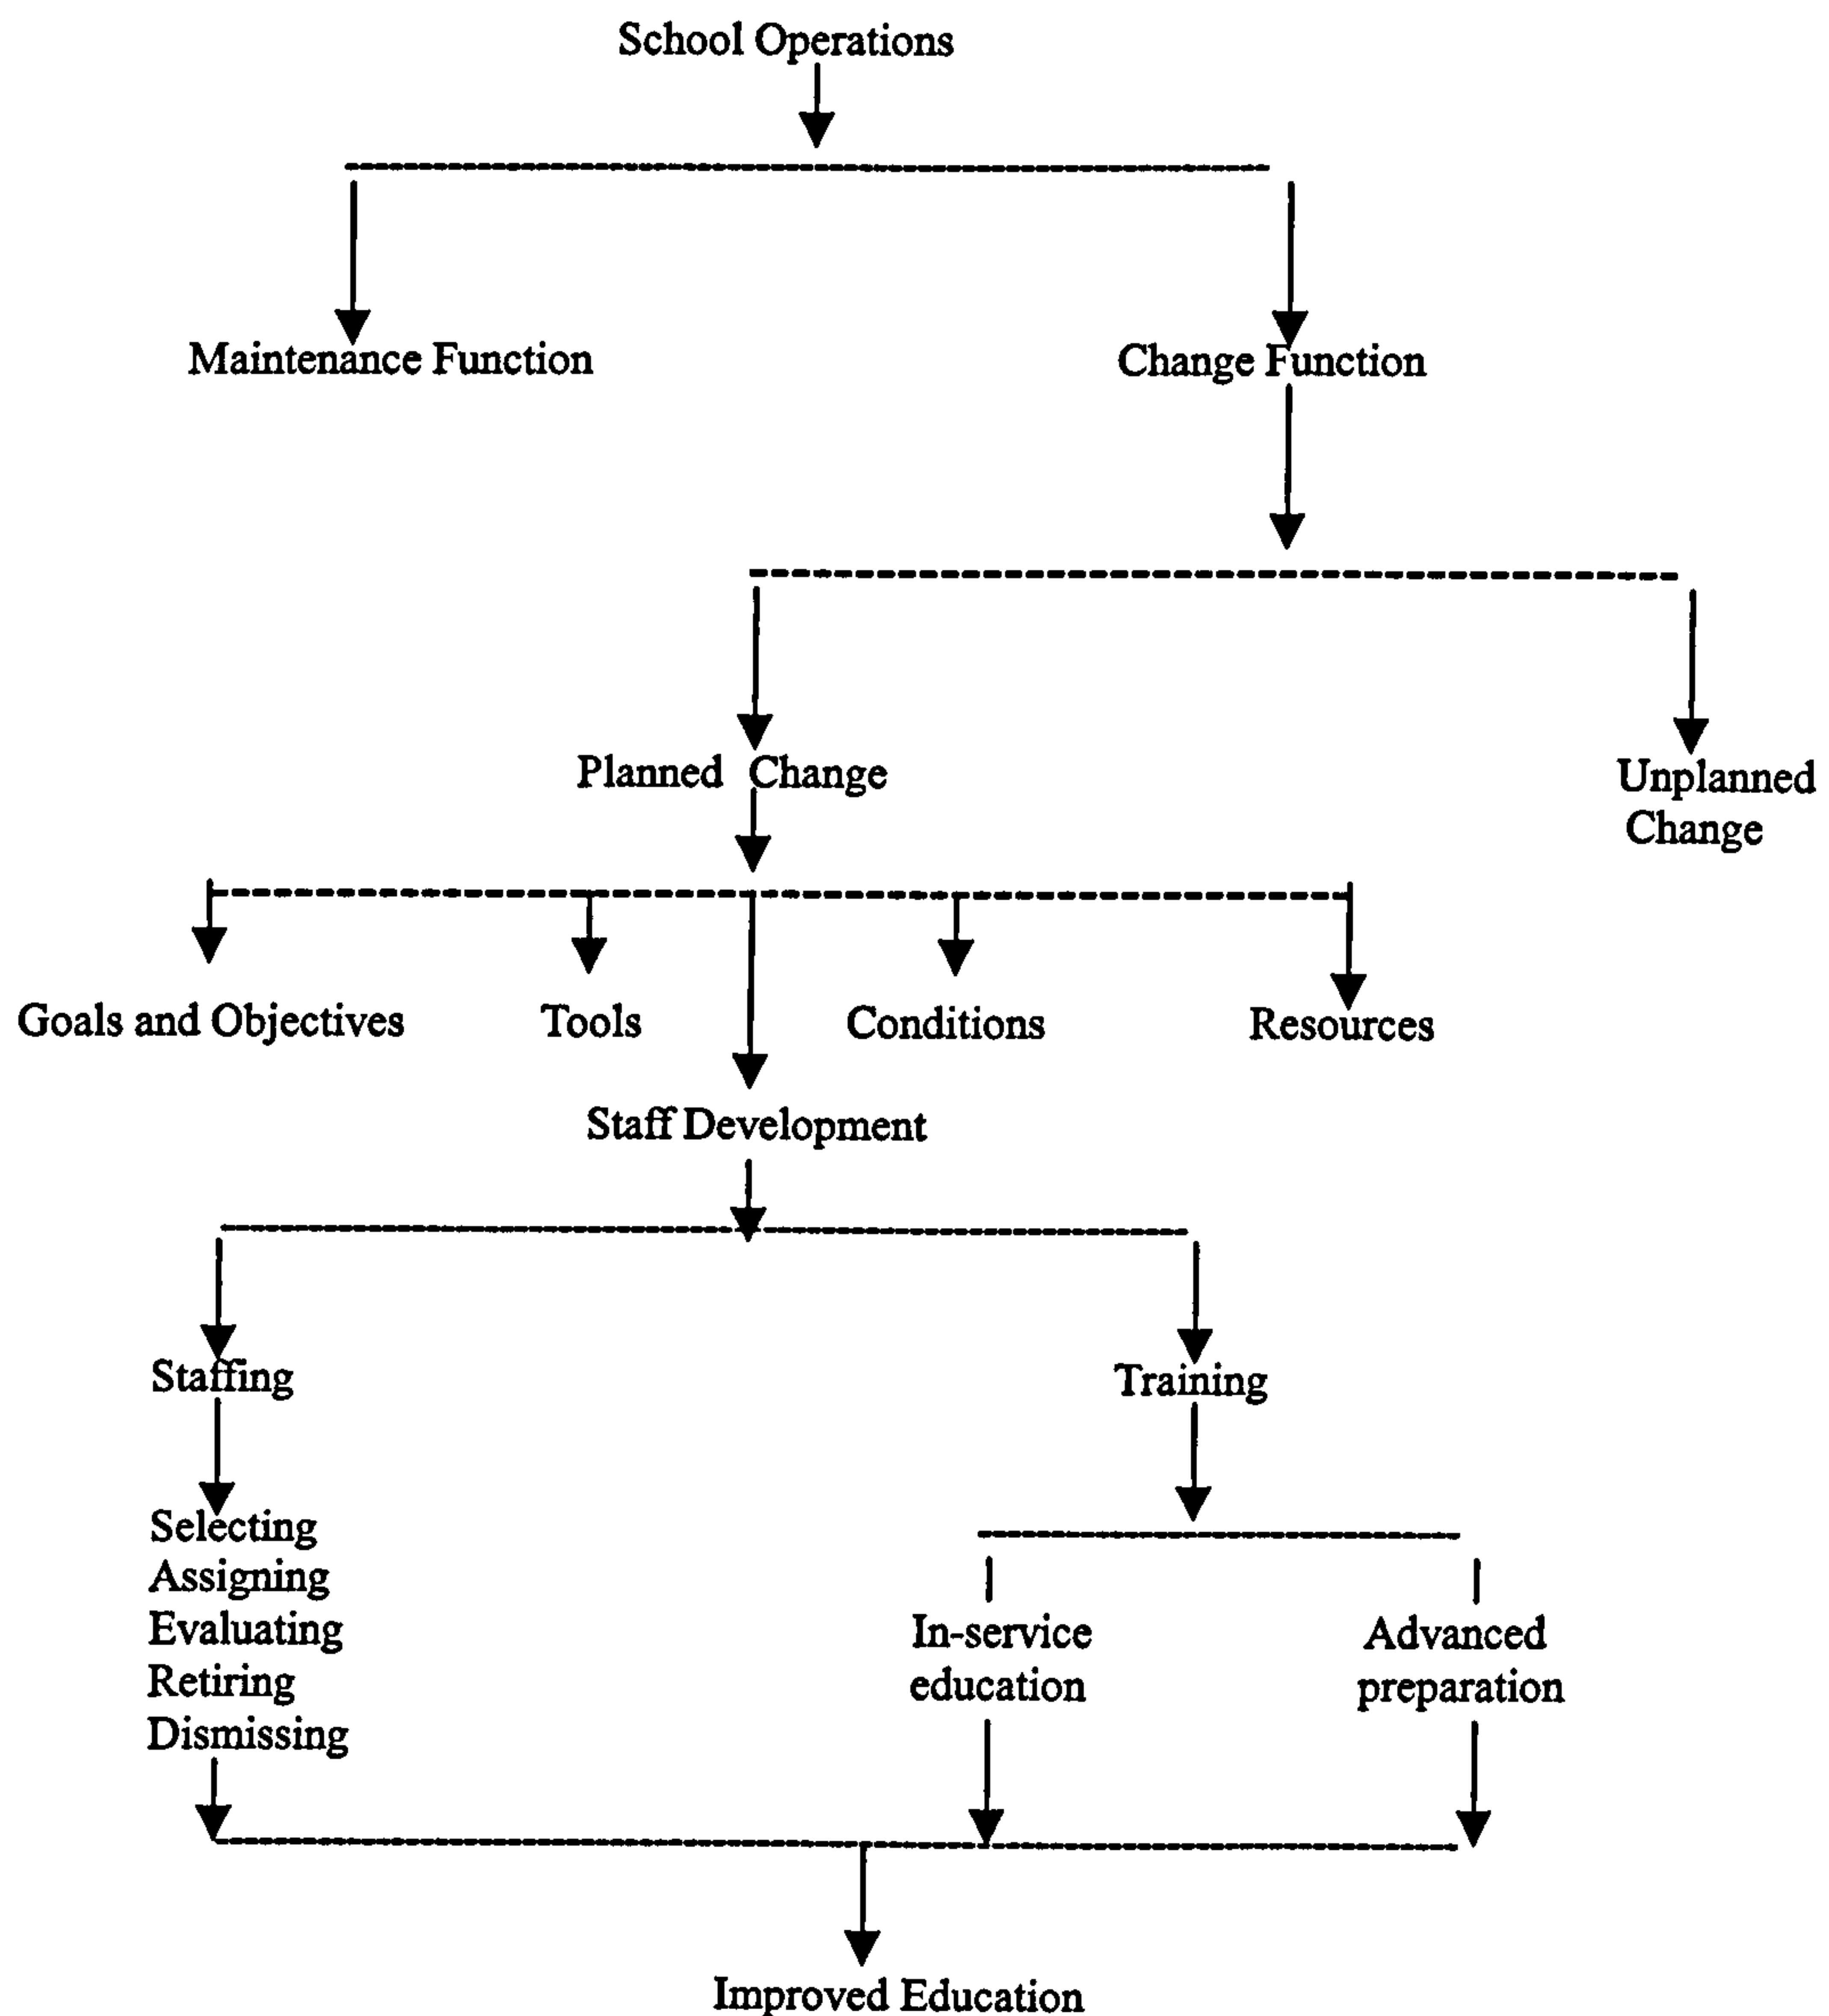 School Operations
Maintenance Function
Change Function
Planned Change
Unplanned
Change
Goals and Objectives
Tools
Conditions
Resources
Staff Development
Staffing
Training
Selecting
Assigning
Evaluating
Retiring
Dismissing
In-service
education
Advanced
preparation
Improved Education